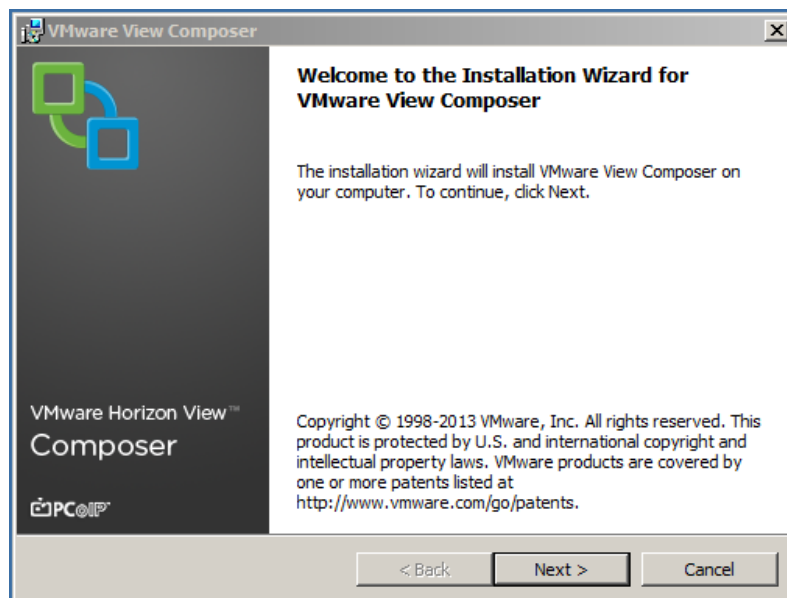 VMware View Composer
Welcome to the Installation Wizard for
VMware View Composer
The installation wizard will install VMware View Composer on
your computer. To continue, click Next.
VMware Horizon View™
Composer
PCoIP®
Copyright © 1998-2013 VMware, Inc. All rights reserved. This
product is protected by U.S. and international copyright and
intellectual property laws. VMware products are covered by
one or more patents listed at
http://www.vmware.com/go/patents.
< Back
Next >
Cancel